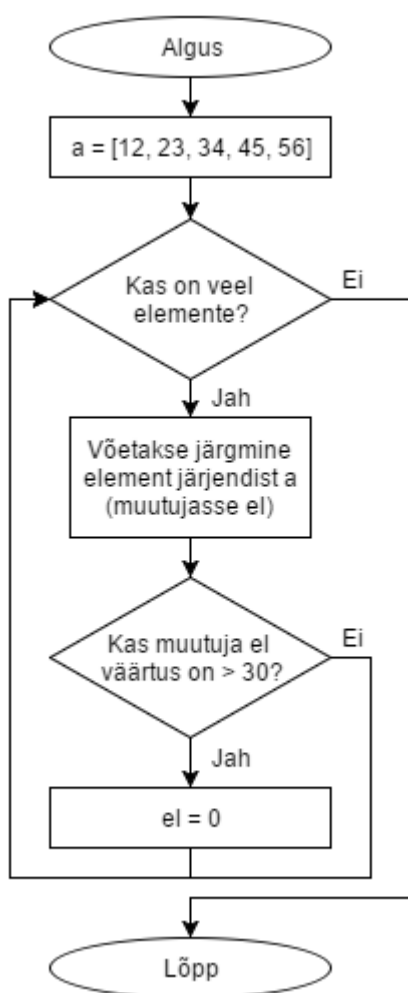 Algus
a = [12, 23, 34, 45, 56]
Kas on veel
elemente?
Ei
Jah
Võetakse järgmine
element järjendist a
(muutujasse el)
Kas muutuja el
väärtus on > 30?
Ei
Jah
el = 0
Lõpp